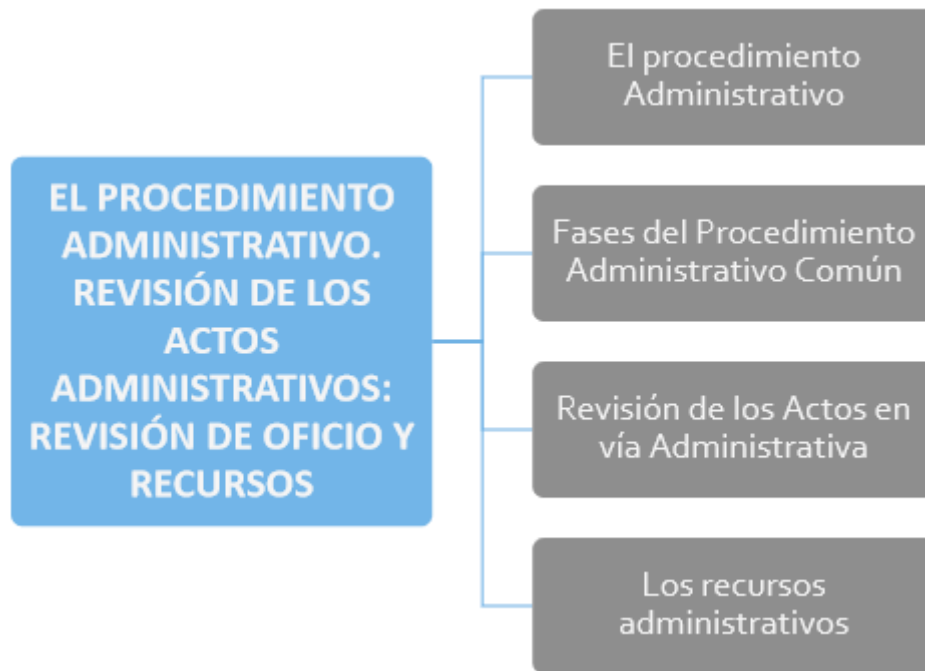 EL PROCEDIMIENTO
ADMINISTRATIVO.
REVISIÓN DE LOS
ACTOS
ADMINISTRATIVOS:
REVISIÓN DE OFICIO Y
RECURSOS
El procedimiento
Administrativo
Fases del Procedimiento
Administrativo Común
Revisión de los Actos en
vía Administrativa
Los recursos
administrativos